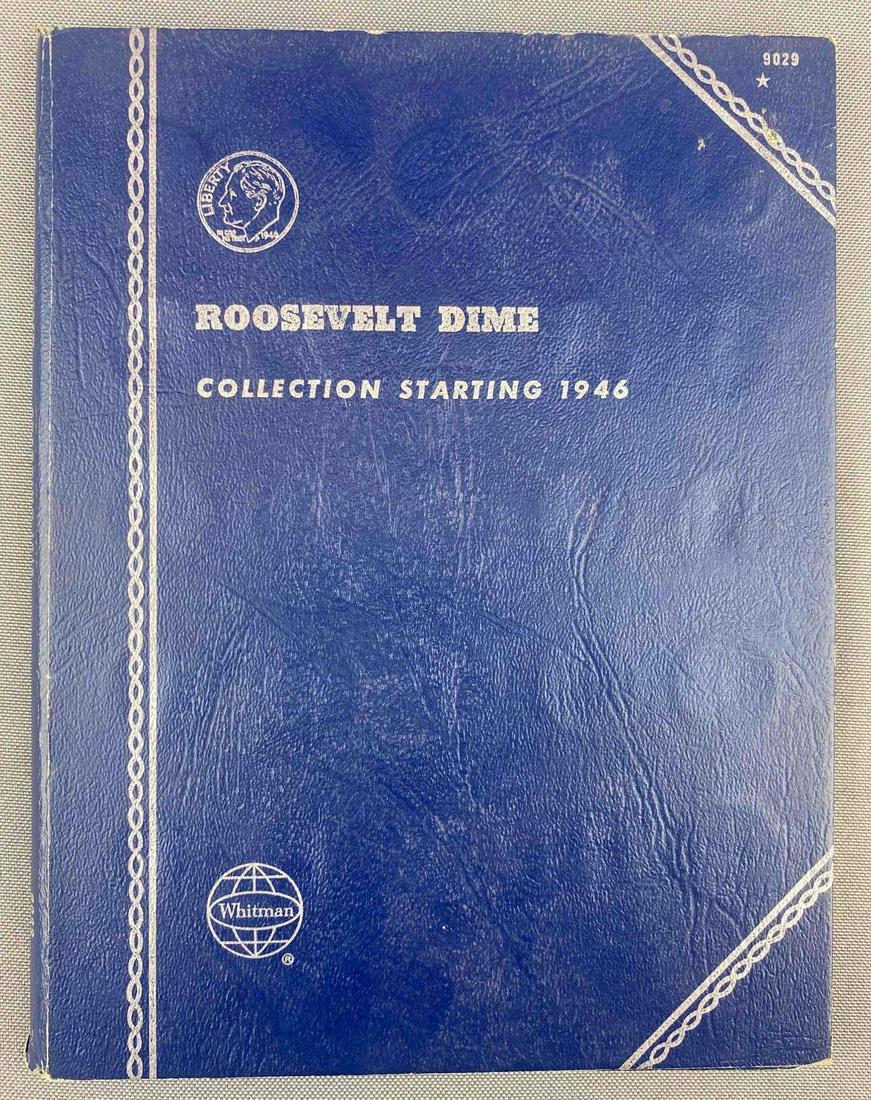 9029
LIBERTY
IN GOD
WE TRUST
1946
ROOSEVELT DIME
COLLECTION STARTING 1946
Whitman
®